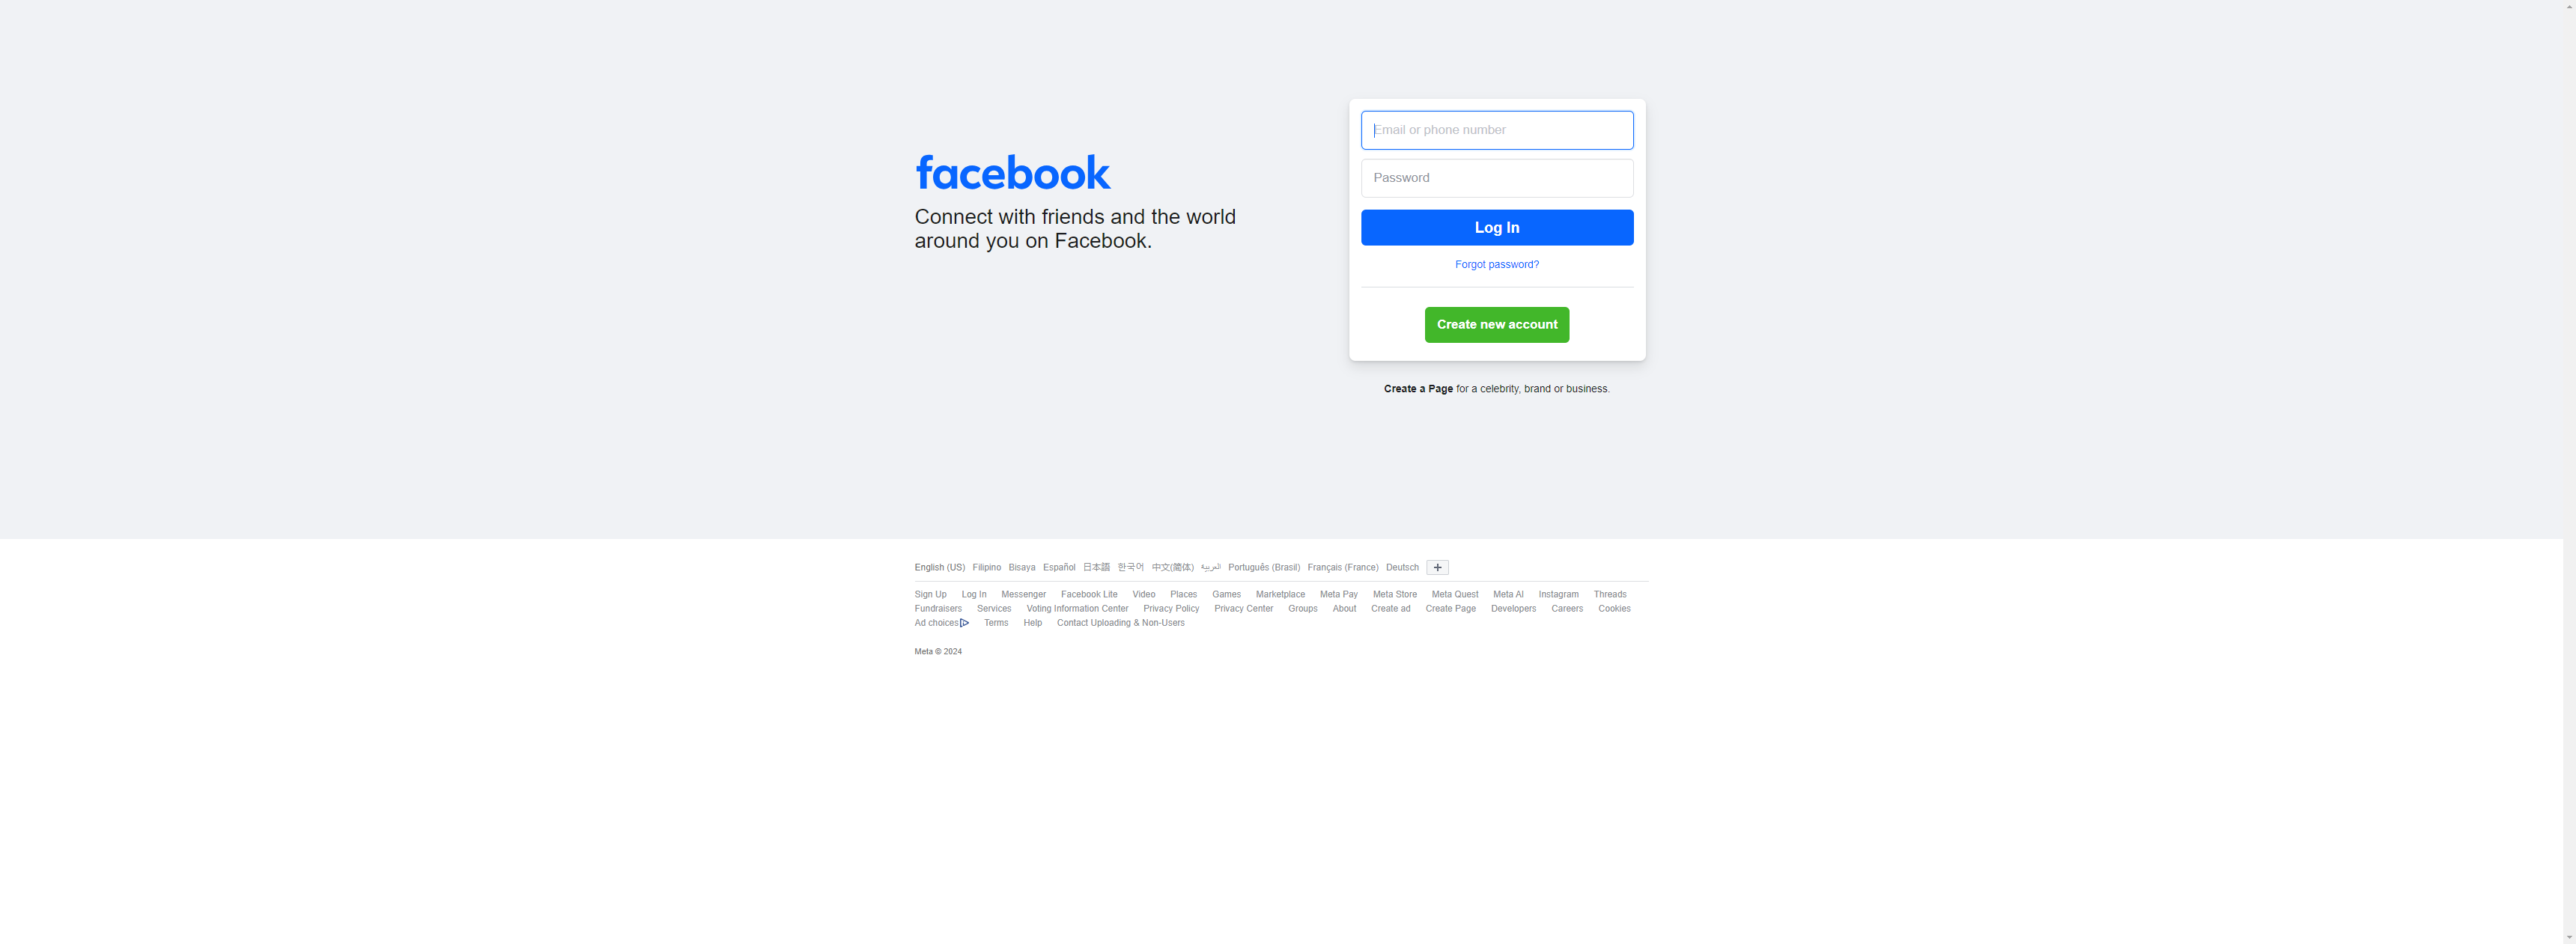 facebook
Connect with friends and the world
around you on Facebook.
Email or phone number
Password
Log In
Forgot password?
Create new account
Create a Page for a celebrity, brand or business.
English (US) Filipino Bisaya Español 日本語 한국어 中文(简体) العربية Português (Brasil) Français (France) Deutsch
Sign Up Log In Messenger Facebook Lite Video Places Games Marketplace Meta Pay Meta Store Meta Quest Meta AI Instagram Threads
Fundraisers Services Voting Information Center Privacy Policy Privacy Center Groups About Create ad Create Page Developers Careers Cookies
Ad choices Terms Help Contact Uploading & Non-Users
Meta © 2024